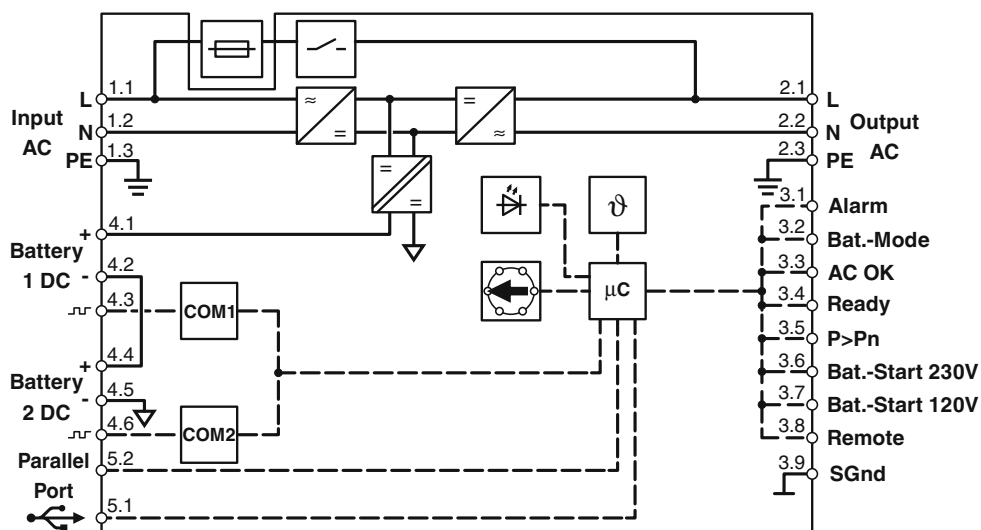 L 1.1
Input
AC
N 1.2
PE 1.3
≈
=
=
≈
=
=
2.1 L
2.2 N
Output
AC
2.3 PE
+ 4.1
Battery
1 DC
- 4.2
4.3
COM1
+ 4.4
Battery
2 DC
- 4.5
4.6
COM2
Parallel 5.2
Port
5.1
ϑ
µC
3.1 Alarm
3.2 Bat.-Mode
3.3 AC OK
3.4 Ready
3.5 P>Pn
3.6 Bat.-Start 230V
3.7 Bat.-Start 120V
3.8 Remote
3.9 SGnd